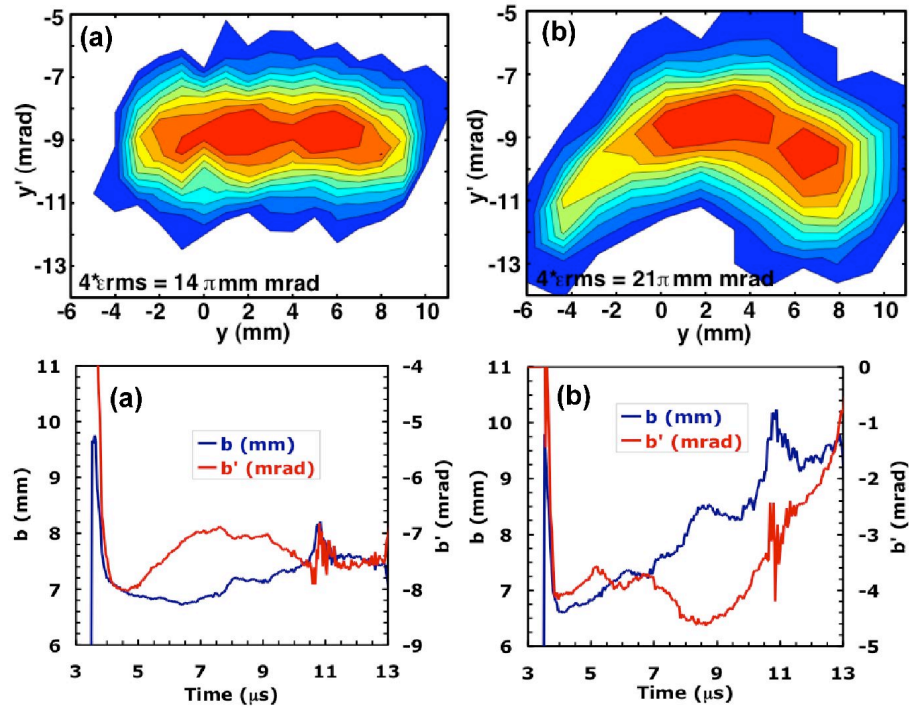 (a)
-5
-7
-9
-11
-13
y' (mrad)
4*εrms = 14 π mm mrad
-6 -4 -2 0 2 4 6 8 10
y (mm)
(b)
-5
-7
-9
-11
-13
y' (mrad)
4*εrms = 21π mm mrad
-6 -4 -2 0 2 4 6 8 10
y (mm)
(a)
11
10
9
8
7
6
b (mm)
b (mm)
b' (mrad)
-4
-5
-6
-7
-8
-9
b' (mrad)
3 5 7 9 11 13
Time (μs)
(b)
11
10
9
8
7
6
b (mm)
b (mm)
b' (mrad)
0
-1
-2
-3
-4
-5
b' (mrad)
3 5 7 9 11 13
Time (μs)